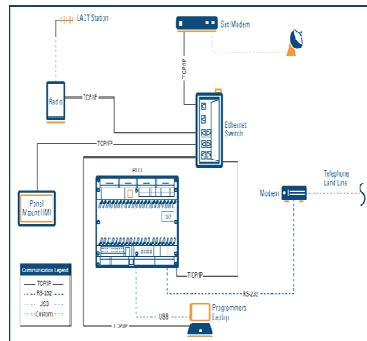 LACT Station
Sat Modem
TCP/IP
TCP/IP
Radio
Ethernet
Switch
TCP/IP
RTU
Telephone
Land Line
Modem
Panel
Mount HMI
Communication Legend
TCP/IP
RS-232
USB
Custom
TCP/IP
RS-232
USB
Programmers
Laptop
TCP/IP